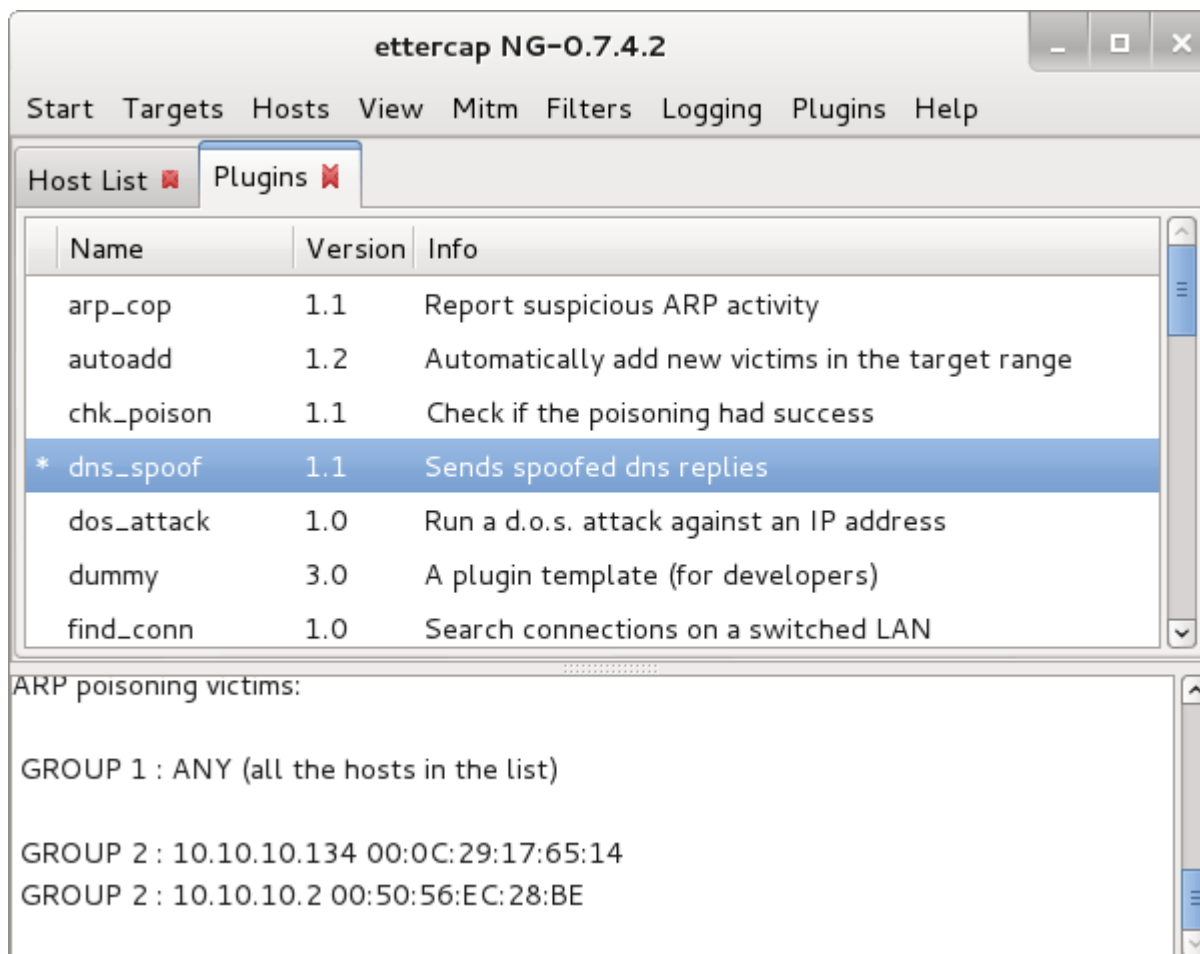 ettercap NG-0.7.4.2
Start Targets Hosts View Mitm Filters Logging Plugins Help
Host List Plugins
Name Version Info
arp_cop 1.1 Report suspicious ARP activity
autoadd 1.2 Automatically add new victims in the target range
chk_poison 1.1 Check if the poisoning had success
* dns_spoof 1.1 Sends spoofed dns replies
dos_attack 1.0 Run a d.o.s. attack against an IP address
dummy 3.0 A plugin template (for developers)
find_conn 1.0 Search connections on a switched LAN
ARP poisoning victims:
GROUP 1 : ANY (all the hosts in the list)
GROUP 2 : 10.10.10.134 00:0C:29:17:65:14
GROUP 2 : 10.10.10.2 00:50:56:EC:28:BE